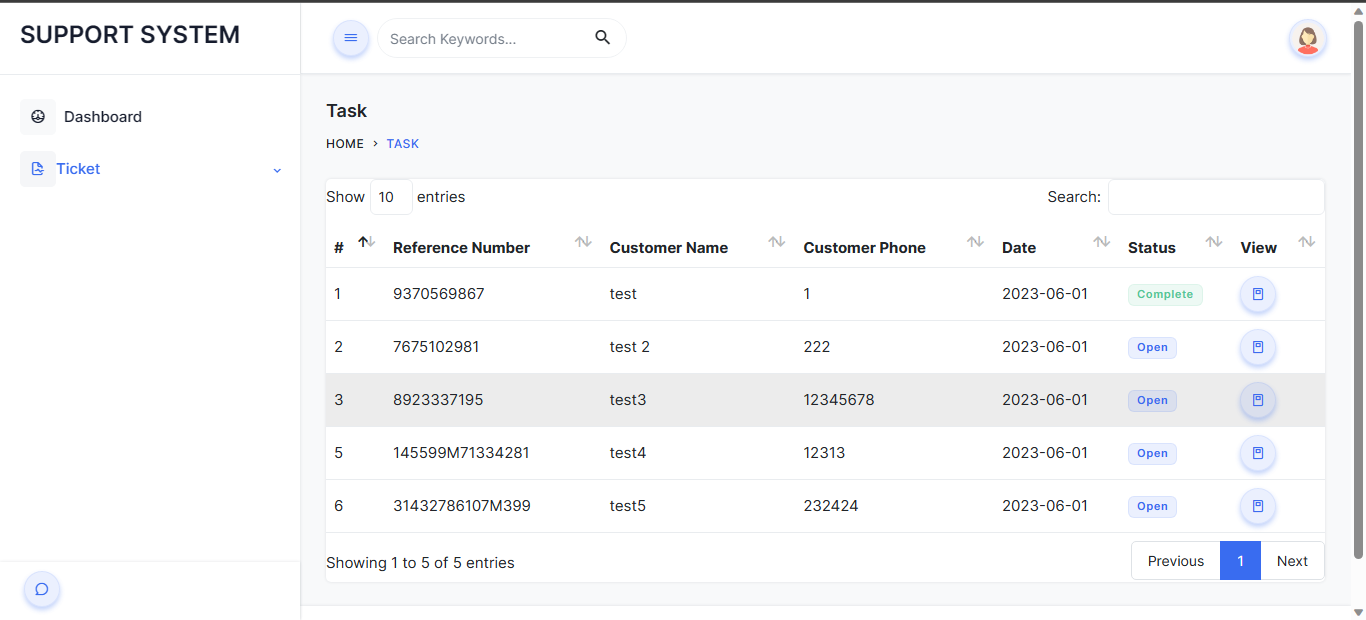 SUPPORT SYSTEM
Search Keywords...
Dashboard
Ticket
Task
HOME > TASK
Show 10 entries
Search:
# Reference Number Customer Name Customer Phone Date Status View
1 9370569867 test 1 2023-06-01 Complete
2 7675102981 test 2 222 2023-06-01 Open
3 8923337195 test3 12345678 2023-06-01 Open
5 145599M71334281 test4 12313 2023-06-01 Open
6 31432786107M399 test5 232424 2023-06-01 Open
Showing 1 to 5 of 5 entries
Previous 1 Next